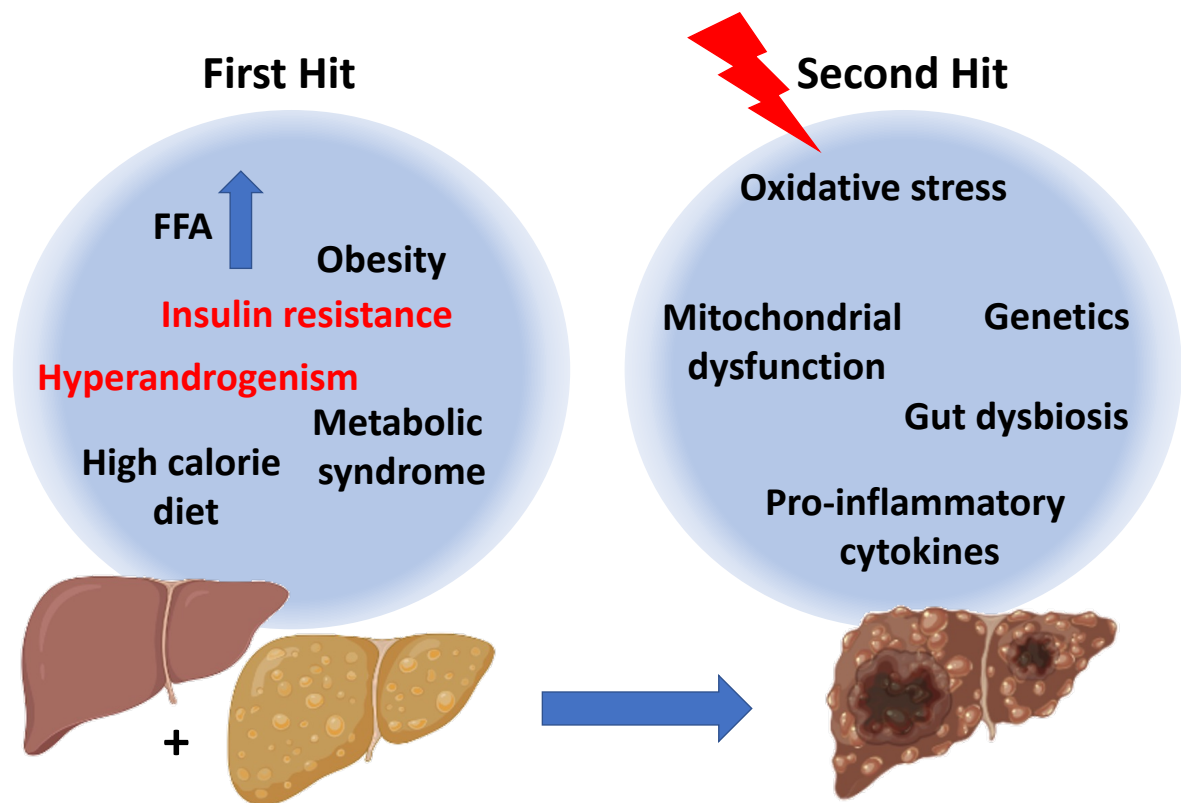 First Hit
FFA
Obesity
Insulin resistance
Hyperandrogenism
Metabolic
syndrome
High calorie
diet
+
Second Hit
Oxidative stress
Mitochondrial
dysfunction
Genetics
Gut dysbiosis
Pro-inflammatory
cytokines